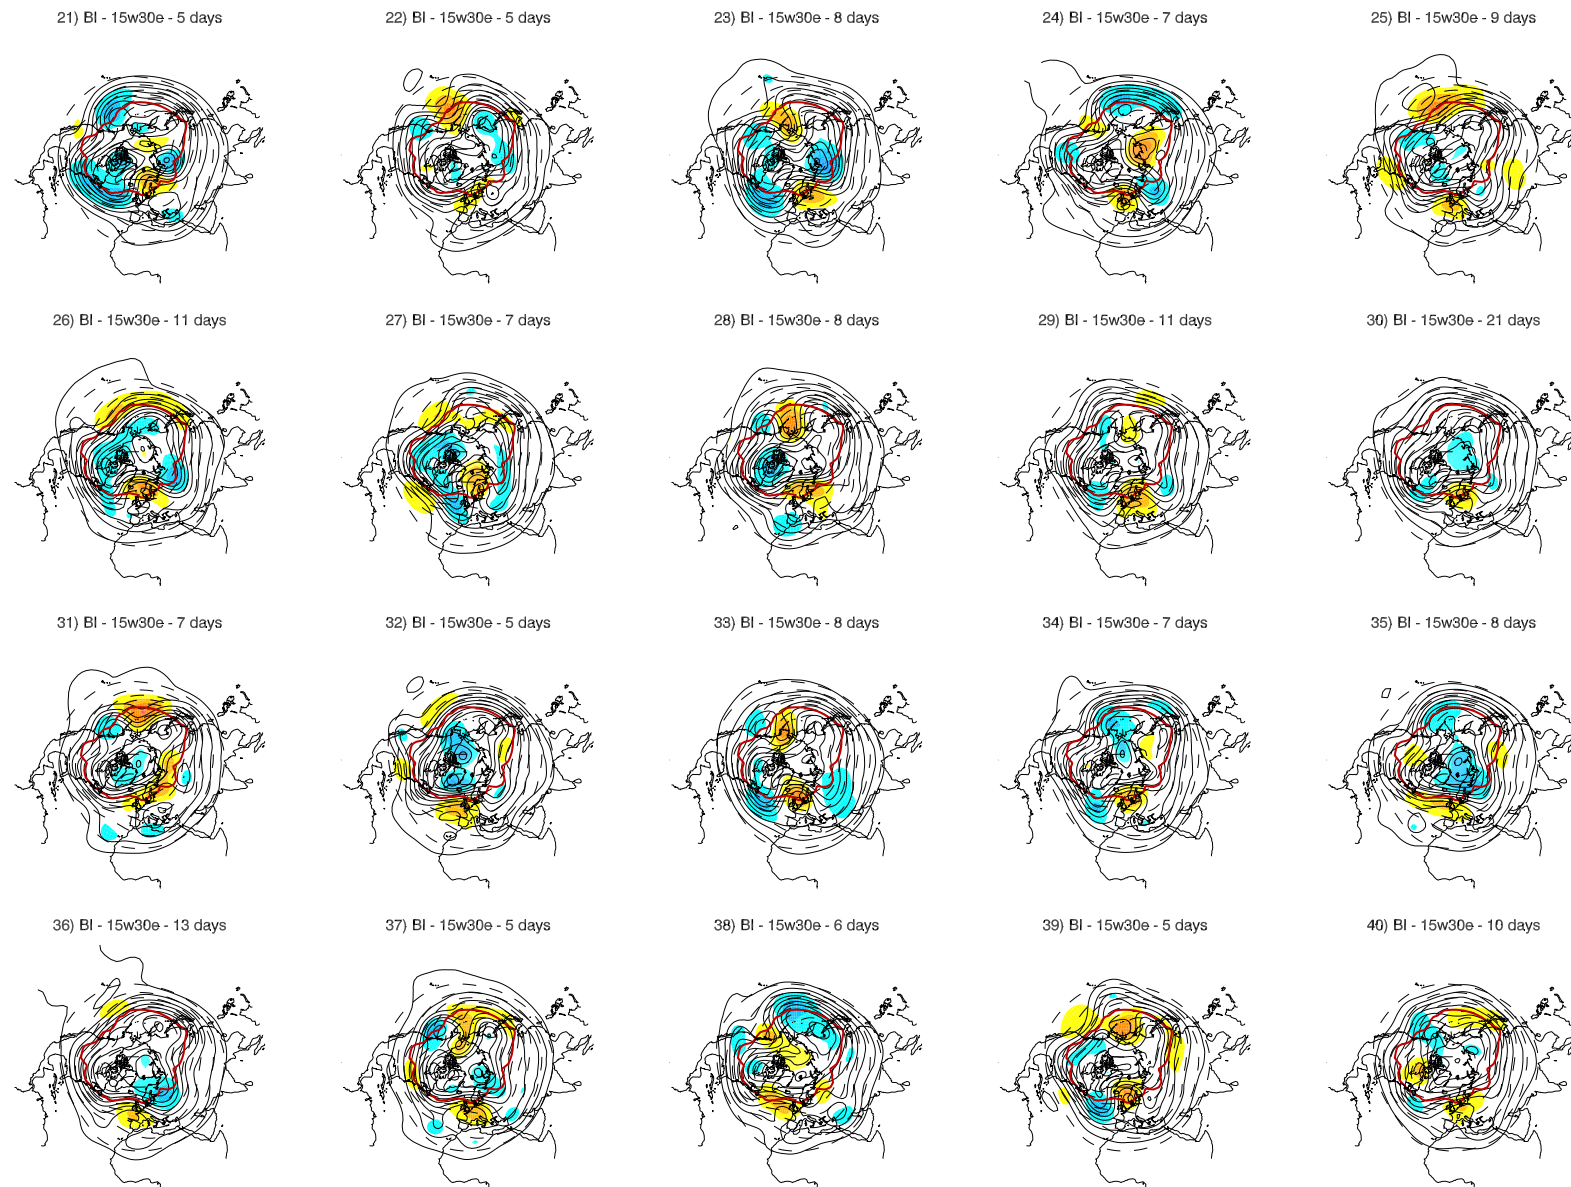 21) BI - 15w30e - 5 days
22) BI - 15w30e - 5 days
23) BI - 15w30e - 8 days
24) BI - 15w30e - 7 days
25) BI - 15w30e - 9 days
26) BI - 15w30e - 11 days
27) BI - 15w30e - 7 days
28) BI - 15w30e - 8 days
29) BI - 15w30e - 11 days
30) BI - 15w30e - 21 days
31) BI - 15w30e - 7 days
32) BI - 15w30e - 5 days
33) BI - 15w30e - 8 days
34) BI - 15w30e - 7 days
35) BI - 15w30e - 8 days
36) BI - 15w30e - 13 days
37) BI - 15w30e - 5 days
38) BI - 15w30e - 6 days
39) BI - 15w30e - 5 days
40) BI - 15w30e - 10 days